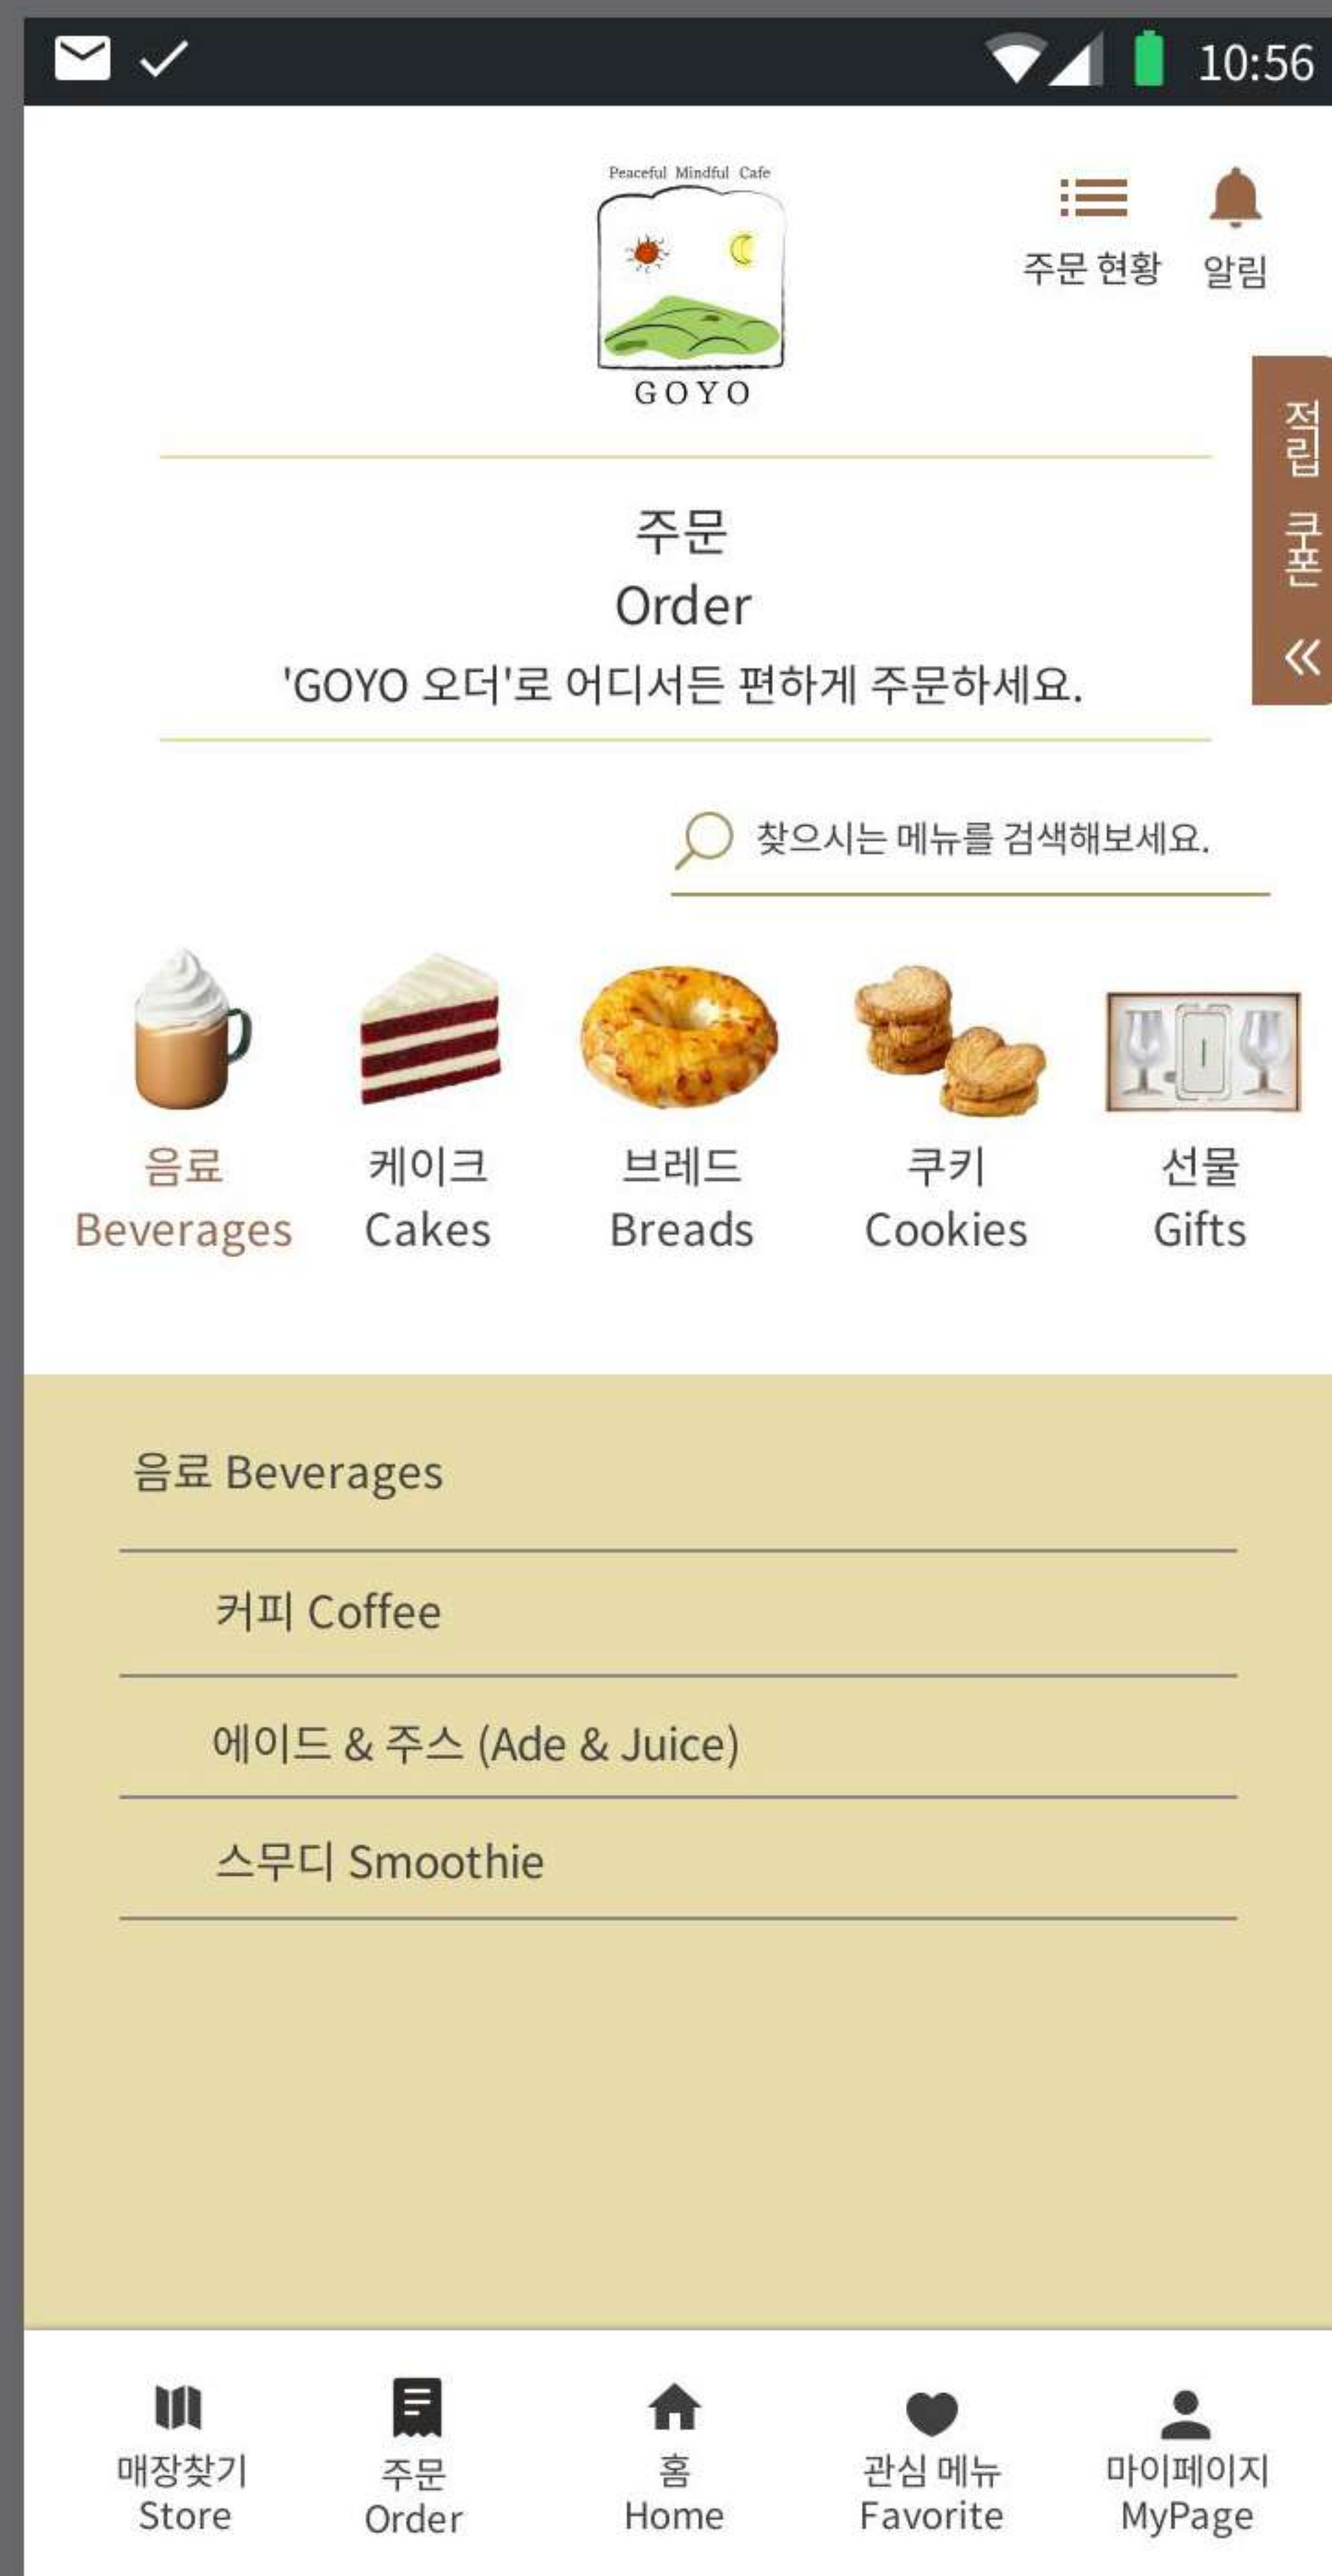 10:56
Peaceful Mindful Cafe
GOYO
주문 현황
알림
적립 쿠폰
주문
Order
'GOYO 오더'로 어디서든 편하게 주문하세요.
찾으시는 메뉴를 검색해보세요.
음료 케이크 브레드 쿠키 선물
Beverages Cakes Breads Cookies Gifts
음료 Beverages
커피 Coffee
에이드 & 주스 (Ade & Juice)
스무디 Smoothie
매장찾기 주문 홈 관심 메뉴 마이페이지
Store Order Home Favorite MyPage